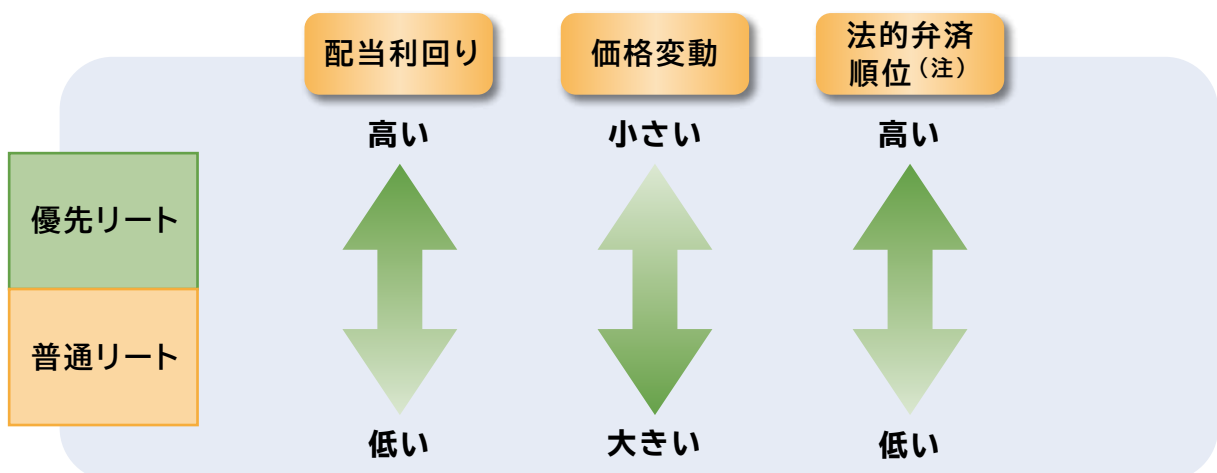 配当利回り
価格変動
法的弁済
順位(注)
高い
小さい
高い
優先リート
普通リート
低い
大きい
低い